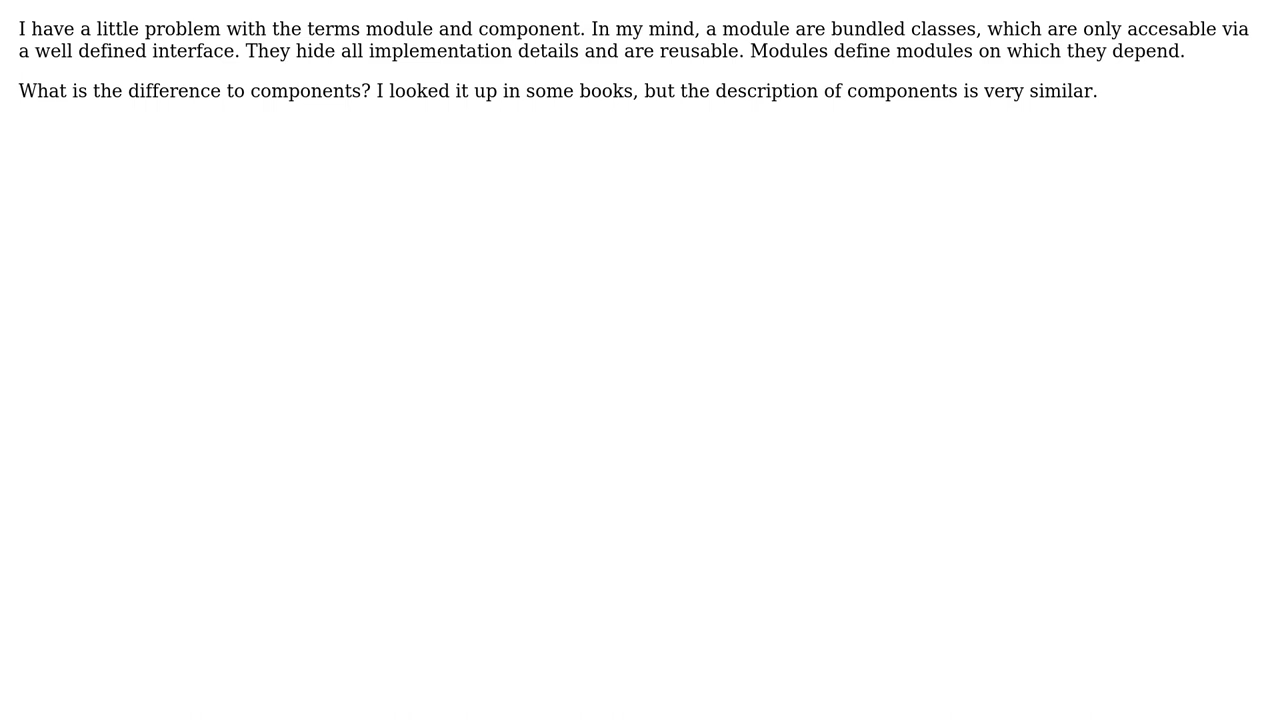 I have a little problem with the terms module and component. In my mind, a module are bundled classes, which are only accesable via
a well defined interface. They hide all implementation details and are reusable. Modules define modules on which they depend.
What is the difference to components? I looked it up in some books, but the description of components is very similar.